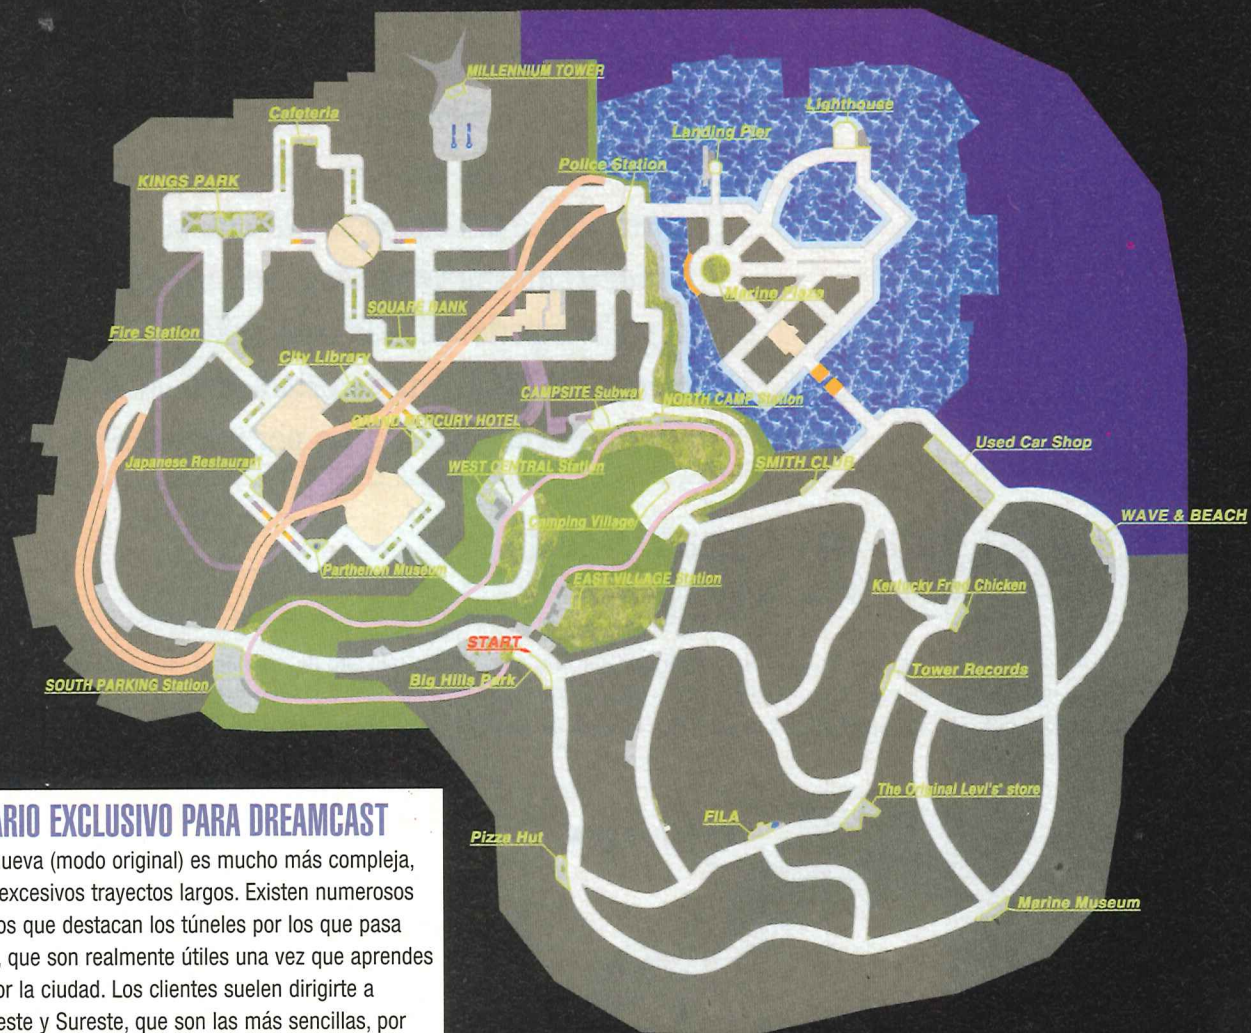 MILLENNIUM TOWER
Lighthouse
Cafeteria
Landing Pier
Police Station
KINGS PARK
Marine Plaza
SQUARE BANK
Fire Station
City Library
CAMPSITE Subway
NORTH CAMP Station
GRAND MERCURY HOTEL
Used Car Shop
Japanese Restaurant
WEST CENTRAL Station
SMITH CLUB
WAVE & BEACH
Camping Village
Parthenon Museum
EAST VILLAGE Station
Kentucky Fried Chicken
START
Tower Records
SOUTH PARKING Station
Big Hills Park
The Original Levi's® store
FILA
Pizza Hut
Marine Museum
ARIO EXCLUSIVO PARA DREAMCAST
ueva (modo original) es mucho más compleja,
excesivos trayectos largos. Existen numerosos
os que destacan los túneles por los que pasa
, que son realmente útiles una vez que aprendes
or la ciudad. Los clientes suelen dirigirte a
este y Sureste, que son las más sencillas, por